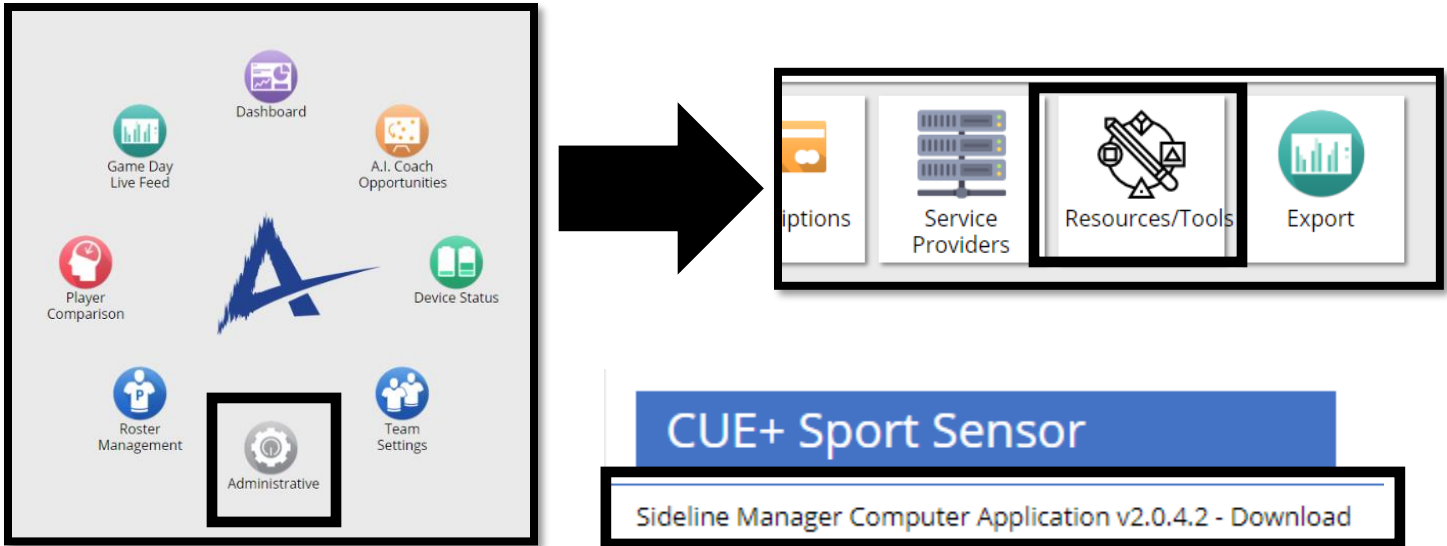 Dashboard
Game Day
Live Feed
A.I. Coach
Opportunities
Player
Comparison
Device Status
P
Roster
Management
Team
Settings
Administrative
iptions
Service
Providers
Resources/Tools
Export
CUE+ Sport Sensor
Sideline Manager Computer Application v2.0.4.2 - Download